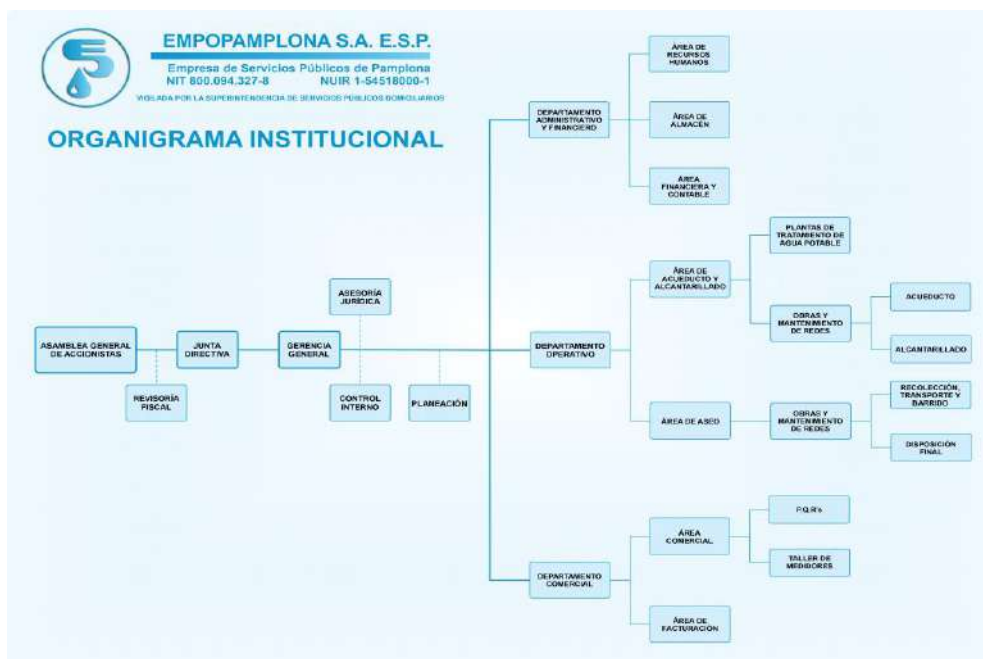 EMPOPAMPLONA S.A. E.S.P.
Empresa de Servicios Públicos de Pamplona
NIT 800.094.327-8 NUIR 1-54518000-1
VIGILADA POR LA SUPERINTENDENCIA DE SERVICIOS PÚBLICOS DOMICILIARIOS
ORGANIGRAMA INSTITUCIONAL
ASAMBLEA GENERAL
DE ACCIONISTAS
REVISORÍA
FISCAL
JUNTA
DIRECTIVA
GERENCIA
GENERAL
ASESORÍA
JURÍDICA
CONTROL
INTERNO
PLANEACIÓN
DEPARTAMENTO
ADMINISTRATIVO
Y FINANCIERO
ÁREA DE
RECURSOS
HUMANOS
ÁREA DE
ALMACÉN
ÁREA
FINANCIERA Y
CONTABLE
DEPARTAMENTO
OPERATIVO
ÁREA DE
ACUEDUCTO Y
ALCANTARILLADO
PLANTAS DE
TRATAMIENTO DE
AGUA POTABLE
OBRAS Y
MANTENIMIENTO
DE REDES
ACUEDUCTO
ALCANTARILLADO
ÁREA DE ASEO
OBRAS Y
MANTENIMIENTO
DE REDES
RECOLECCIÓN,
TRANSPORTE Y
BARRIDO
DISPOSICIÓN
FINAL
DEPARTAMENTO
COMERCIAL
ÁREA
COMERCIAL
P.Q.R's
TALLER DE
MEDIDORES
ÁREA DE
FACTURACIÓN